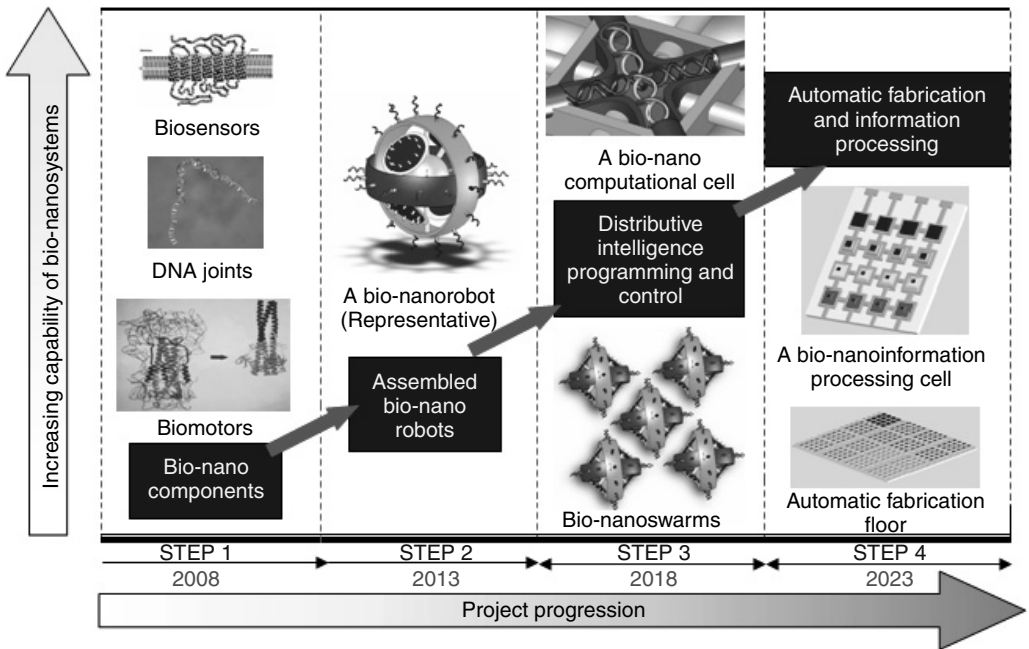 Increasing capability of bio-nanosystems
Biosensors
DNA joints
Biomotors
Bio-nano
components
A bio-nanorobot
(Representative)
Assembled
bio-nano
robots
A bio-nano
computational cell
Distributive
intelligence
programming and
control
Bio-nanoswarms
Automatic fabrication
and information
processing
A bio-nanoinformation
processing cell
Automatic fabrication
floor
STEP 1
STEP 2
STEP 3
STEP 4
2008
2013
2018
2023
Project progression